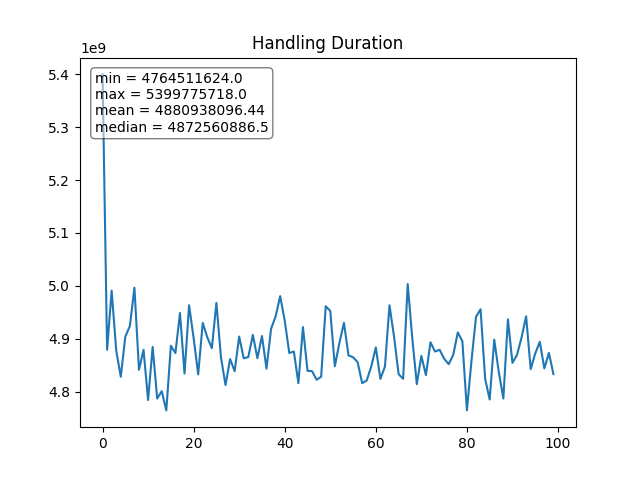 Handling Duration
1e9
5.4
5.3
5.2
5.1
5.0
4.9
4.8
min = 4764511624.0
max = 5399775718.0
mean = 4880938096.44
median = 4872560886.5
0 20 40 60 80 100